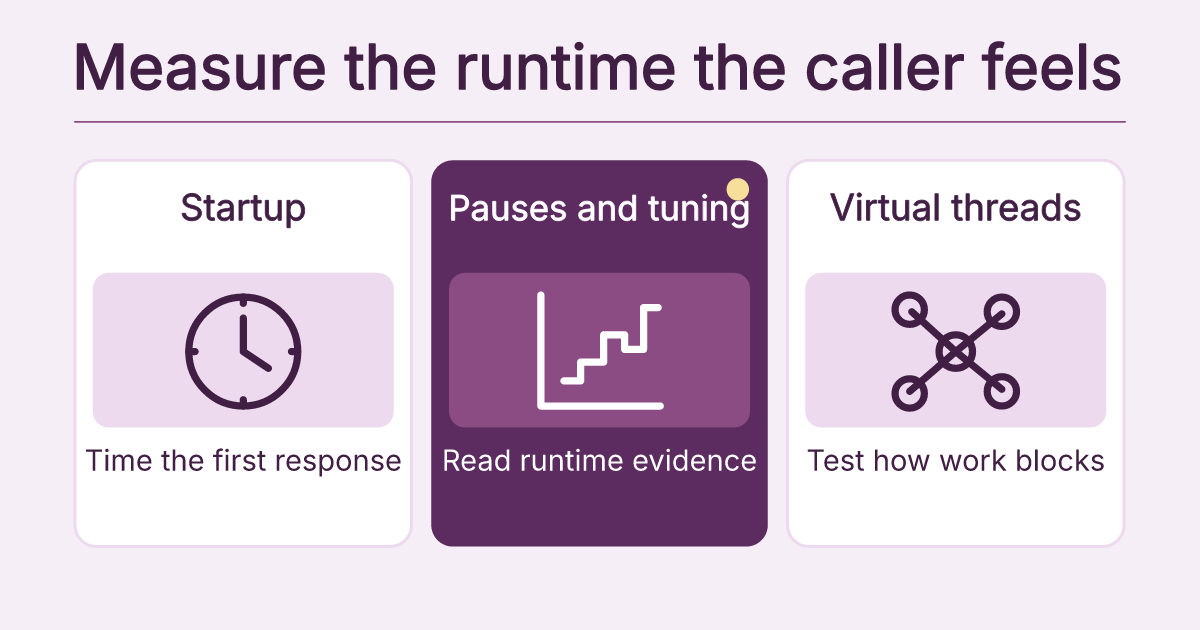 Measure the runtime the caller feels
Startup
Pauses and tuning
Virtual threads
Time the first response
Read runtime evidence
Test how work blocks